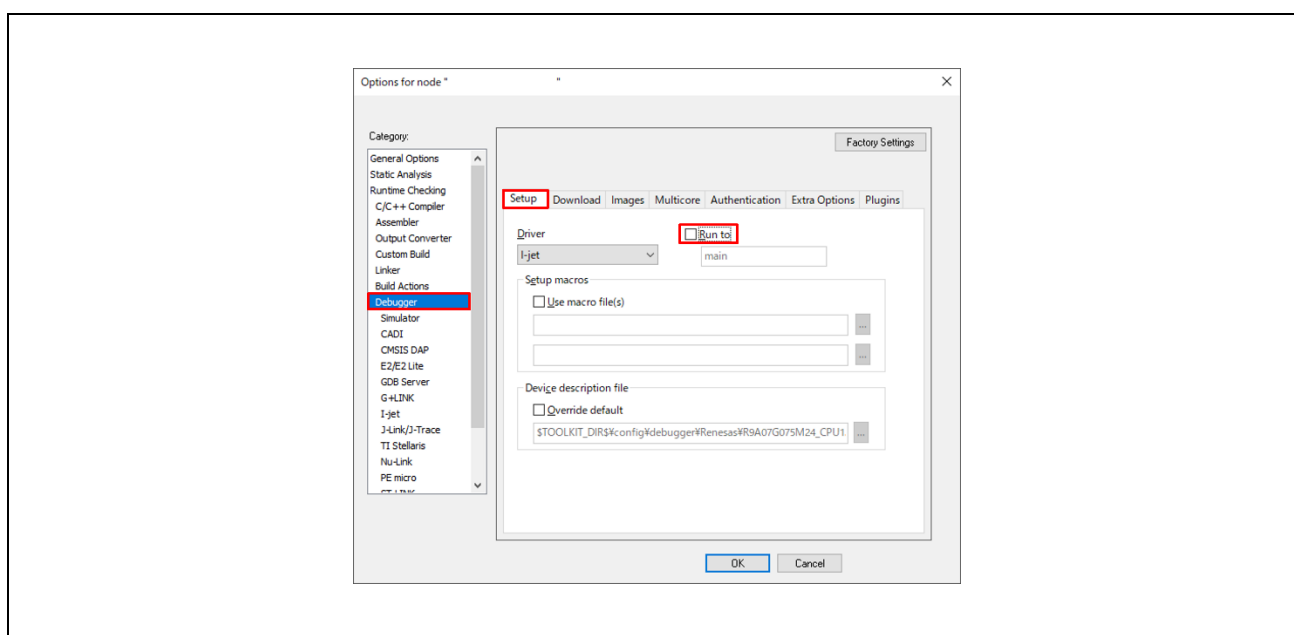 Options for node "                    "
Category:
Factory Settings
General Options
Static Analysis
Runtime Checking
C/C++ Compiler
Assembler
Output Converter
Custom Build
Linker
Build Actions
Debugger
Simulator
CADI
CMSIS DAP
E2/E2 Lite
GDB Server
G+LINK
I-jet
J-Link/J-Trace
TI Stellaris
Nu-Link
PE micro
Setup Download Images Multicore Authentication Extra Options Plugins
Driver
Run to
I-jet
main
Setup macros
Use macro file(s)
...
...
Device description file
Override default
$TOOLKIT_DIR$¥config¥debugger¥Renesas¥R9A07G075M24_CPU1.
...
OK Cancel